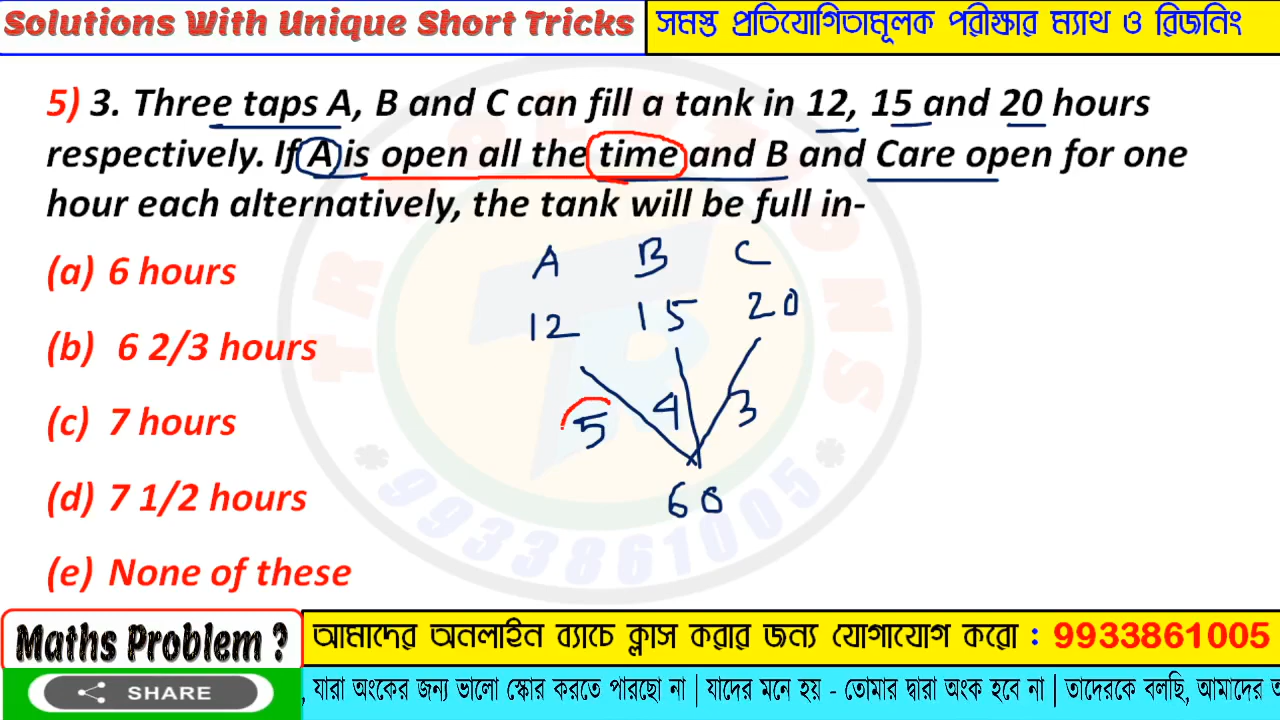 Solutions With Unique Short Tricks
সমস্ত প্রতিযোগিতামূলক পরীক্ষার ম্যাথ ও রিজনিং
5) 3. Three taps A, B and C can fill a tank in 12, 15 and 20 hours
respectively. If A is open all the time and B and Care open for one
hour each alternatively, the tank will be full in-
(a) 6 hours
(b) 6 2/3 hours
(c) 7 hours
(d) 7 1/2 hours
(e) None of these
A B C
12 15 20
5 4 3
60
9933861005
Maths Problem ?
আমাদের অনলাইন ব্যাচে ক্লাস করার জন্য যোগাযোগ করো : 9933861005
SHARE
, যারা অংকের জন্য ভালো স্কোর করতে পারছো না | যাদের মনে হয় - তোমার দ্বারা অংক হবে না | তাদেরকে বলছি, আমাদের